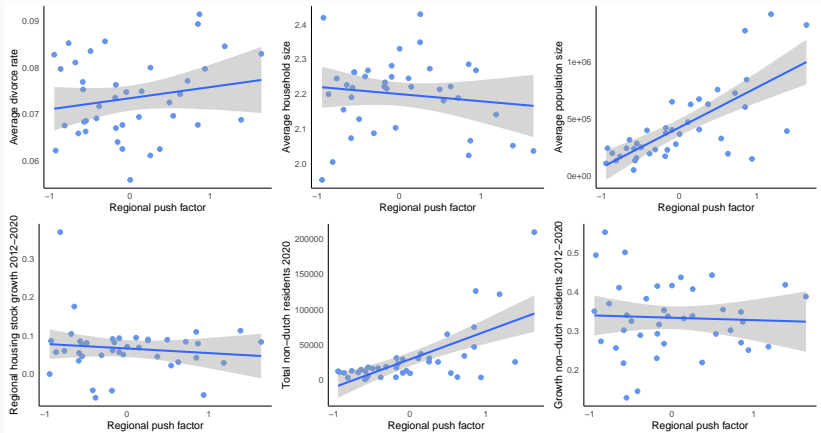 Average divorce rate
0.09
0.08
0.07
0.06
−1
0
1
Regional push factor
Average household size
2.4
2.3
2.2
2.1
2.0
−1
0
1
Regional push factor
Average population size
1e+06
5e+05
0e+00
−1
0
1
Regional push factor
Regional housing stock growth 2012−2020
0.3
0.2
0.1
0.0
−1
0
1
Regional push factor
Total non−dutch residents 2020
200000
150000
100000
50000
0
−1
0
1
Regional push factor
Growth non−dutch residents 2012−2020
0.5
0.4
0.3
0.2
−1
0
1
Regional push factor